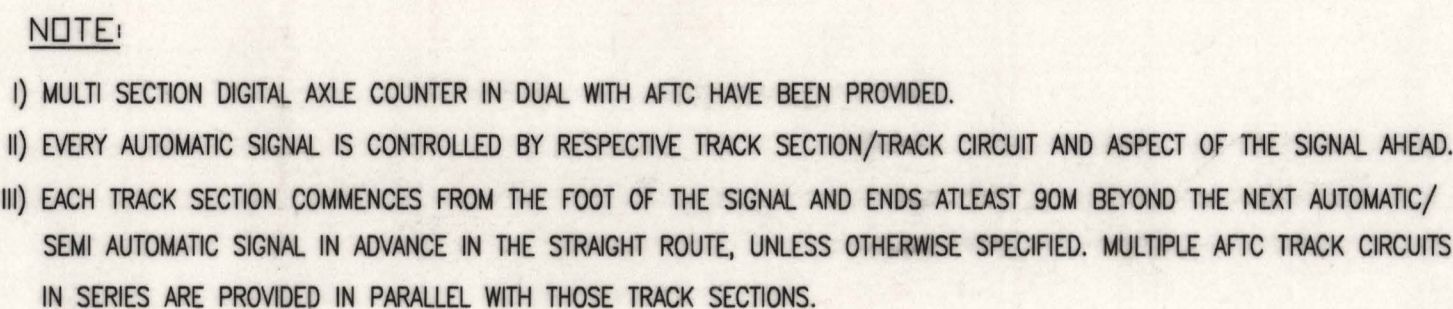 NOTE:
I) MULTI SECTION DIGITAL AXLE COUNTER IN DUAL WITH AFTC HAVE BEEN PROVIDED.
II) EVERY AUTOMATIC SIGNAL IS CONTROLLED BY RESPECTIVE TRACK SECTION/TRACK CIRCUIT AND ASPECT OF THE SIGNAL AHEAD.
III) EACH TRACK SECTION COMMENCES FROM THE FOOT OF THE SIGNAL AND ENDS ATLEAST 90M BEYOND THE NEXT AUTOMATIC/
SEMI AUTOMATIC SIGNAL IN ADVANCE IN THE STRAIGHT ROUTE, UNLESS OTHERWISE SPECIFIED. MULTIPLE AFTC TRACK CIRCUITS
IN SERIES ARE PROVIDED IN PARALLEL WITH THOSE TRACK SECTIONS.